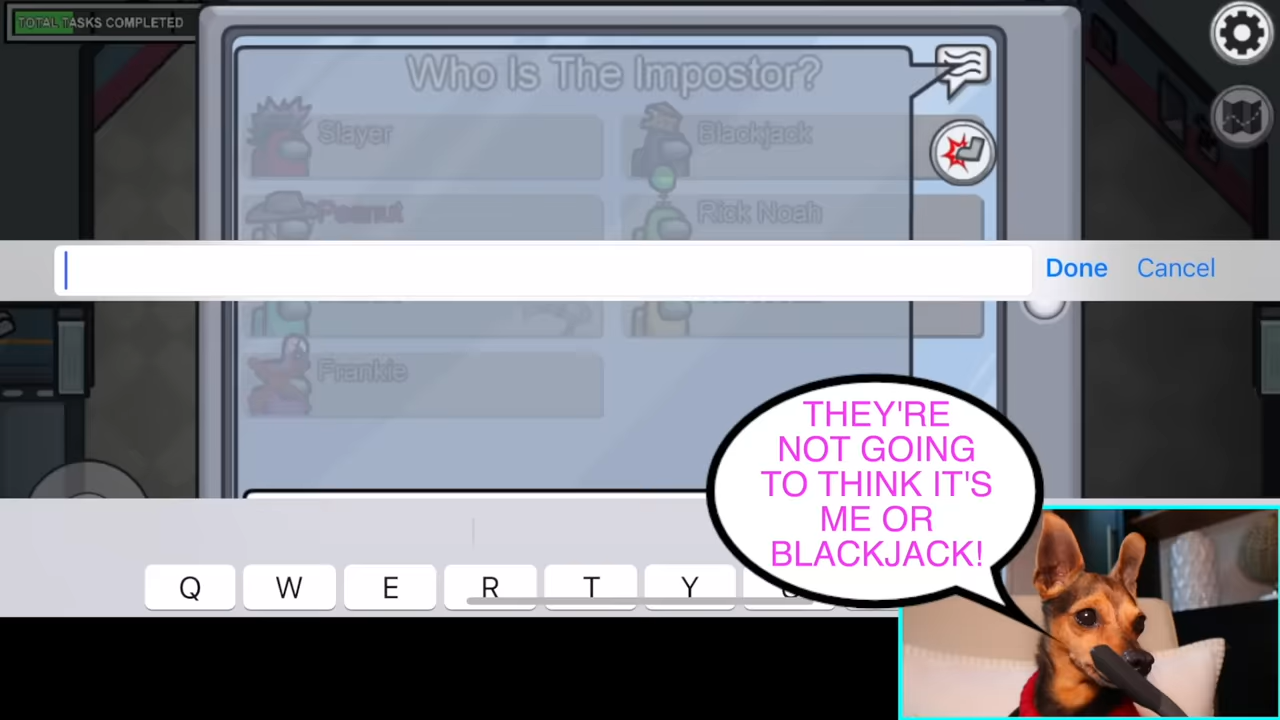 TOTAL TASKS COMPLETED
Who Is The Impostor?
Slayer
Blackjack
Peanut
Rick Noah
Done
Cancel
Frankie
THEY'RE
NOT GOING
TO THINK IT'S
ME OR
BLACKJACK!
Q W E R T Y